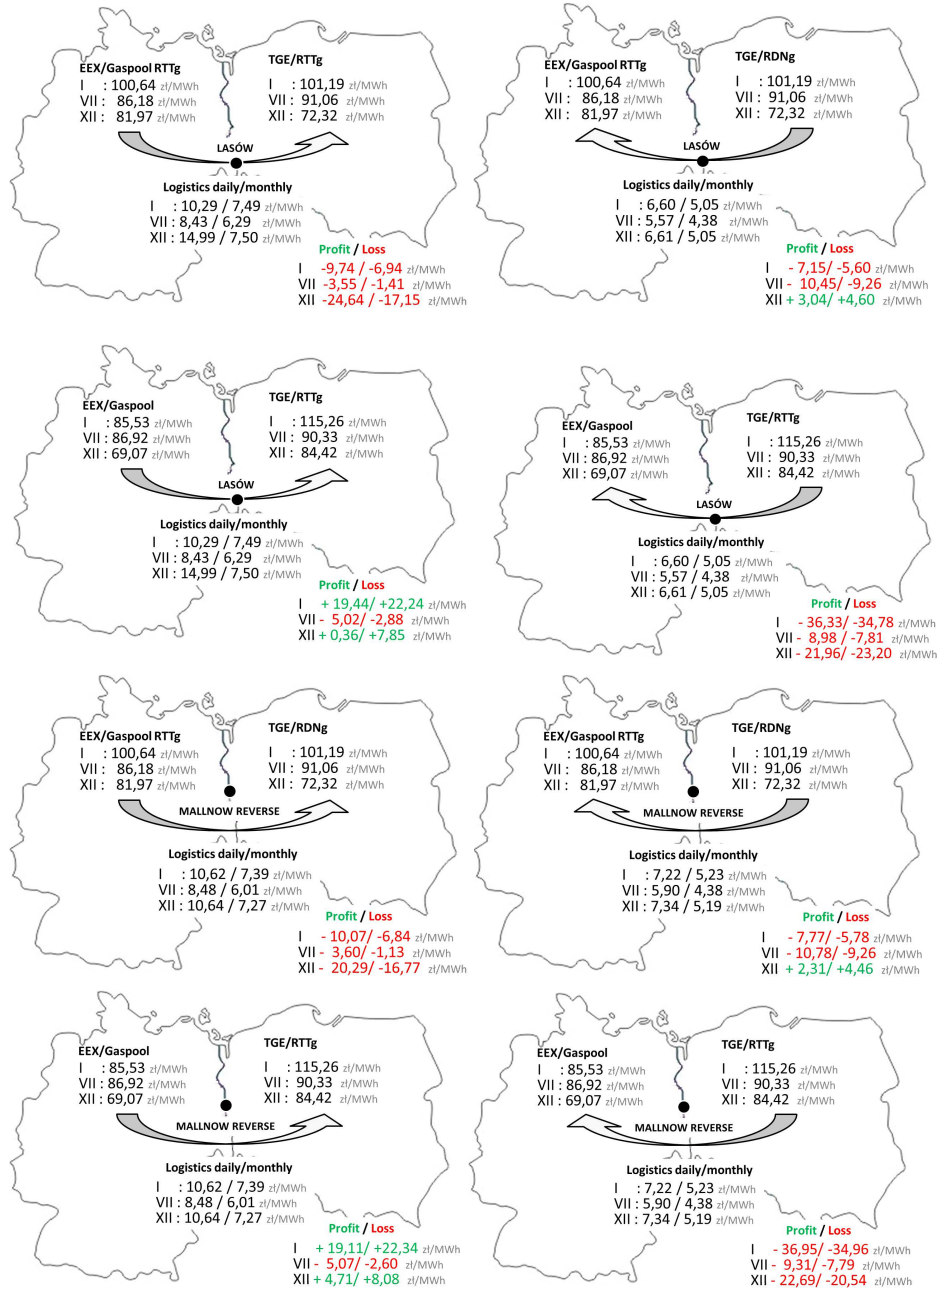 EEX/Gaspool RTTg
I : 100,64 zł/MWh
VII : 86,18 zł/MWh
XII : 81,97 zł/MWh
TGE/RTTg
I : 101,19 zł/MWh
VII : 91,06 zł/MWh
XII : 72,32 zł/MWh
LASÓW
Logistics daily/monthly
I : 10,29 / 7,49 zł/MWh
VII : 8,43 / 6,29 zł/MWh
XII : 14,99 / 7,50 zł/MWh
Profit / Loss
I -9,74 / -6,94 zł/MWh
VII -3,55 / -1,41 zł/MWh
XII -24,64 / -17,15 zł/MWh
EEX/Gaspool RTTg
I : 100,64 zł/MWh
VII : 86,18 zł/MWh
XII : 81,97 zł/MWh
TGE/RDNg
I : 101,19 zł/MWh
VII : 91,06 zł/MWh
XII : 72,32 zł/MWh
LASÓW
Logistics daily/monthly
I : 6,60 / 5,05 zł/MWh
VII : 5,57 / 4,38 zł/MWh
XII : 6,61 / 5,05 zł/MWh
Profit / Loss
I - 7,15/ -5,60 zł/MWh
VII - 10,45/ -9,26 zł/MWh
XII + 3,04/ +4,60 zł/MWh
EEX/Gaspool
I : 85,53 zł/MWh
VII : 86,92 zł/MWh
XII : 69,07 zł/MWh
TGE/RTTg
I : 115,26 zł/MWh
VII : 90,33 zł/MWh
XII : 84,42 zł/MWh
LASÓW
Logistics daily/monthly
I : 10,29 / 7,49 zł/MWh
VII : 8,43 / 6,29 zł/MWh
XII : 14,99 / 7,50 zł/MWh
Profit / Loss
I + 19,44/ +22,24 zł/MWh
VII - 5,02/ -2,88 zł/MWh
XII + 0,36/ +7,85 zł/MWh
EEX/Gaspool
I : 85,53 zł/MWh
VII : 86,92 zł/MWh
XII : 69,07 zł/MWh
TGE/RTTg
I : 115,26 zł/MWh
VII : 90,33 zł/MWh
XII : 84,42 zł/MWh
LASÓW
Logistics daily/monthly
I : 6,60 / 5,05 zł/MWh
VII : 5,57 / 4,38 zł/MWh
XII : 6,61 / 5,05 zł/MWh
Profit / Loss
I - 36,33/ -34,78 zł/MWh
VII - 8,98 / -7,81 zł/MWh
XII - 21,96/ -23,20 zł/MWh
EEX/Gaspool RTTg
I : 100,64 zł/MWh
VII : 86,18 zł/MWh
XII : 81,97 zł/MWh
TGE/RDNg
I : 101,19 zł/MWh
VII : 91,06 zł/MWh
XII : 72,32 zł/MWh
MALLNOW REVERSE
Logistics daily/monthly
I : 10,62 / 7,39 zł/MWh
VII : 8,48 / 6,01 zł/MWh
XII : 10,64 / 7,27 zł/MWh
Profit / Loss
I - 10,07/ -6,84 zł/MWh
VII - 3,60/ -1,13 zł/MWh
XII - 20,29/ -16,77 zł/MWh
EEX/Gaspool RTTg
I : 100,64 zł/MWh
VII : 86,18 zł/MWh
XII : 81,97 zł/MWh
TGE/RDNg
I : 101,19 zł/MWh
VII : 91,06 zł/MWh
XII : 72,32 zł/MWh
MALLNOW REVERSE
Logistics daily/monthly
I : 7,22 / 5,23 zł/MWh
VII : 5,90 / 4,38 zł/MWh
XII : 7,34 / 5,19 zł/MWh
Profit / Loss
I - 7,77/ -5,78 zł/MWh
VII - 10,78/ -9,26 zł/MWh
XII + 2,31/ +4,46 zł/MWh
EEX/Gaspool
I : 85,53 zł/MWh
VII : 86,92 zł/MWh
XII : 69,07 zł/MWh
TGE/RTTg
I : 115,26 zł/MWh
VII : 90,33 zł/MWh
XII : 84,42 zł/MWh
MALLNOW REVERSE
Logistics daily/monthly
I : 10,62 / 7,39 zł/MWh
VII : 8,48 / 6,01 zł/MWh
XII : 10,64 / 7,27 zł/MWh
Profit / Loss
I + 19,11/ +22,34 zł/MWh
VII - 5,07/ -2,60 zł/MWh
XII + 4,71/ +8,08 zł/MWh
EEX/Gaspool
I : 85,53 zł/MWh
VII : 86,92 zł/MWh
XII : 69,07 zł/MWh
TGE/RTTg
I : 115,26 zł/MWh
VII : 90,33 zł/MWh
XII : 84,42 zł/MWh
MALLNOW REVERSE
Logistics daily/monthly
I : 7,22 / 5,23 zł/MWh
VII : 5,90 / 4,38 zł/MWh
XII : 7,34 / 5,19 zł/MWh
Profit / Loss
I - 36,95/ -34,96 zł/MWh
VII - 9,31/ -7,79 zł/MWh
XII - 22,69/ -20,54 zł/MWh